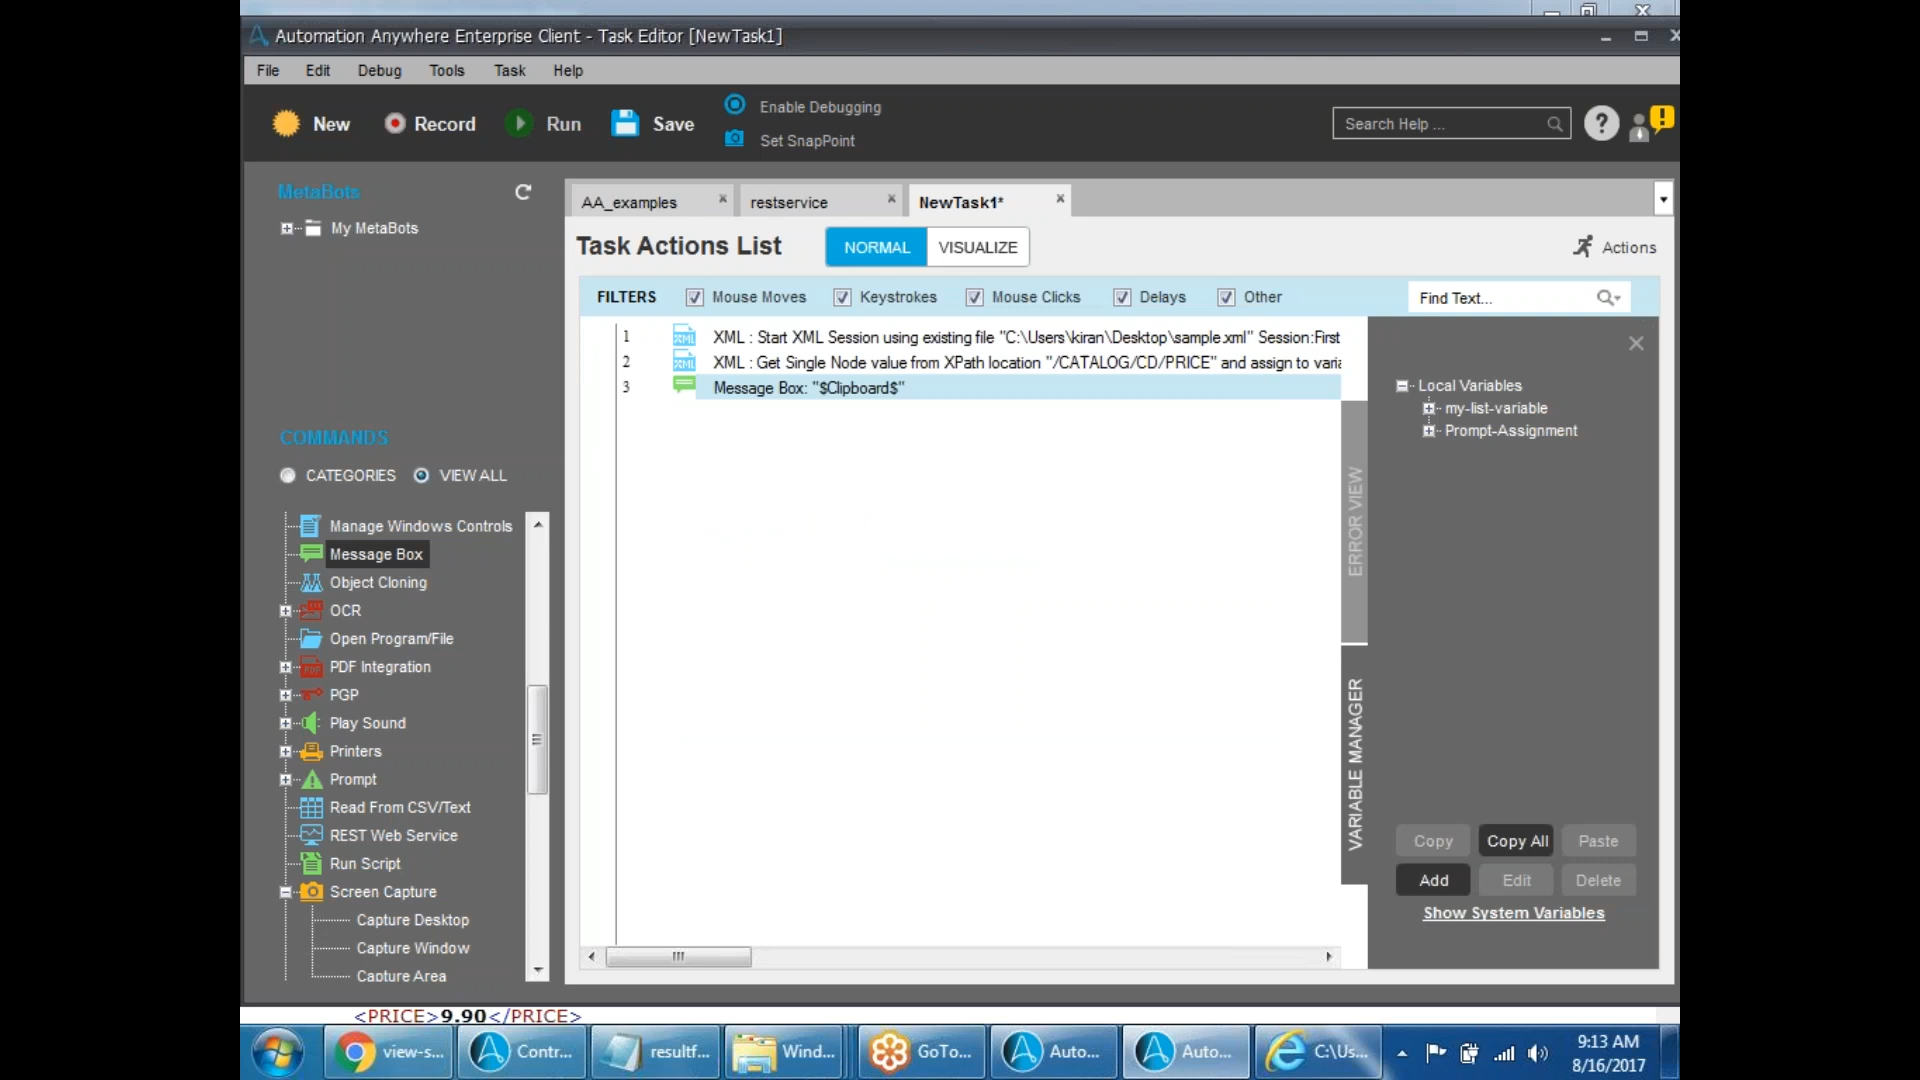 Automation Anywhere Enterprise Client - Task Editor [NewTask1]
File Edit Debug Tools Task Help
New Record Run Save
Enable Debugging
Set SnapPoint
Search Help ...
MetaBots
My MetaBots
AA_examples restservice NewTask1*
Task Actions List NORMAL VISUALIZE Actions
FILTERS Mouse Moves Keystrokes Mouse Clicks Delays Other Find Text...
1 XML : Start XML Session using existing file "C:\Users\kiran\Desktop\sample.xml" Session:First
2 XML : Get Single Node value from XPath location "/CATALOG/CD/PRICE" and assign to varia
3 Message Box: "$Clipboard$"
Local Variables
my-list-variable
Prompt-Assignment
ERROR VIEW
VARIABLE MANAGER
Copy Copy All Paste
Add Edit Delete
Show System Variables
COMMANDS
CATEGORIES VIEW ALL
Manage Windows Controls
Message Box
Object Cloning
OCR
Open Program/File
PDF Integration
PGP
Play Sound
Printers
Prompt
Read From CSV/Text
REST Web Service
Run Script
Screen Capture
Capture Desktop
Capture Window
Capture Area
<PRICE>9.90</PRICE>
view-s... Contr... resultf... Wind... GoTo... Auto... Auto... C:\Us...
9:13 AM
8/16/2017